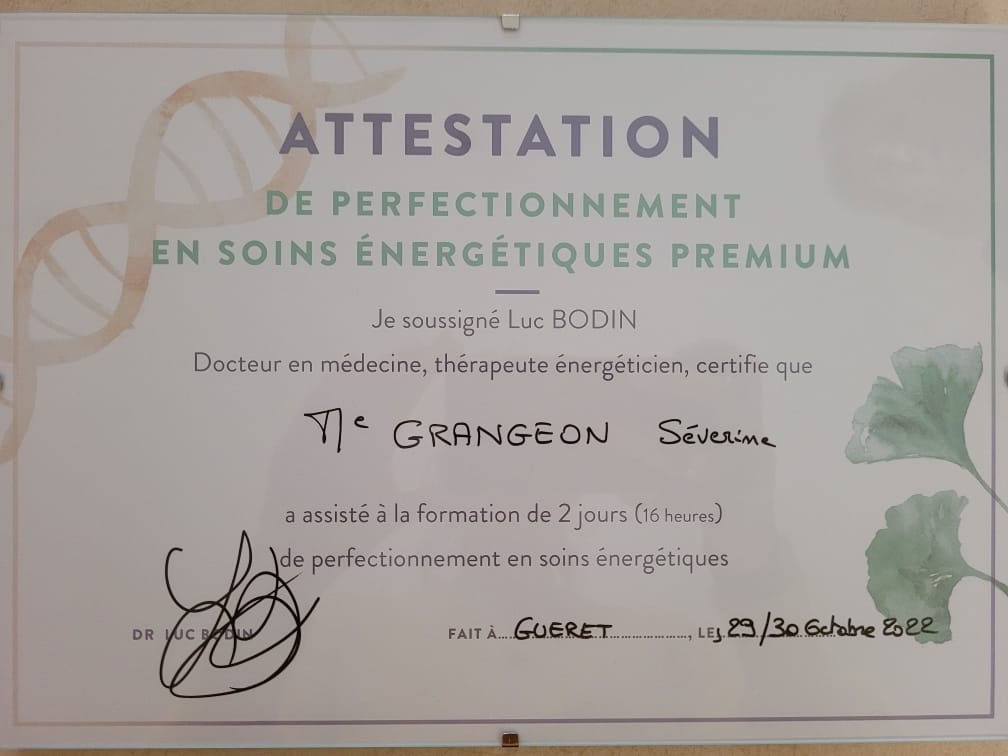 ATTESTATION
DE PERFECTIONNEMENT
EN SOINS ÉNERGÉTIQUES PREMIUM
Je soussigné Luc BODIN
Docteur en médecine, thérapeute énergéticien, certifie que
Me GRANGEON Séverine
a assisté à la formation de 2 jours (16 heures)
de perfectionnement en soins énergétiques
DR LUC BODIN
FAIT À GUERET, LES 29/30 Octobre 2022